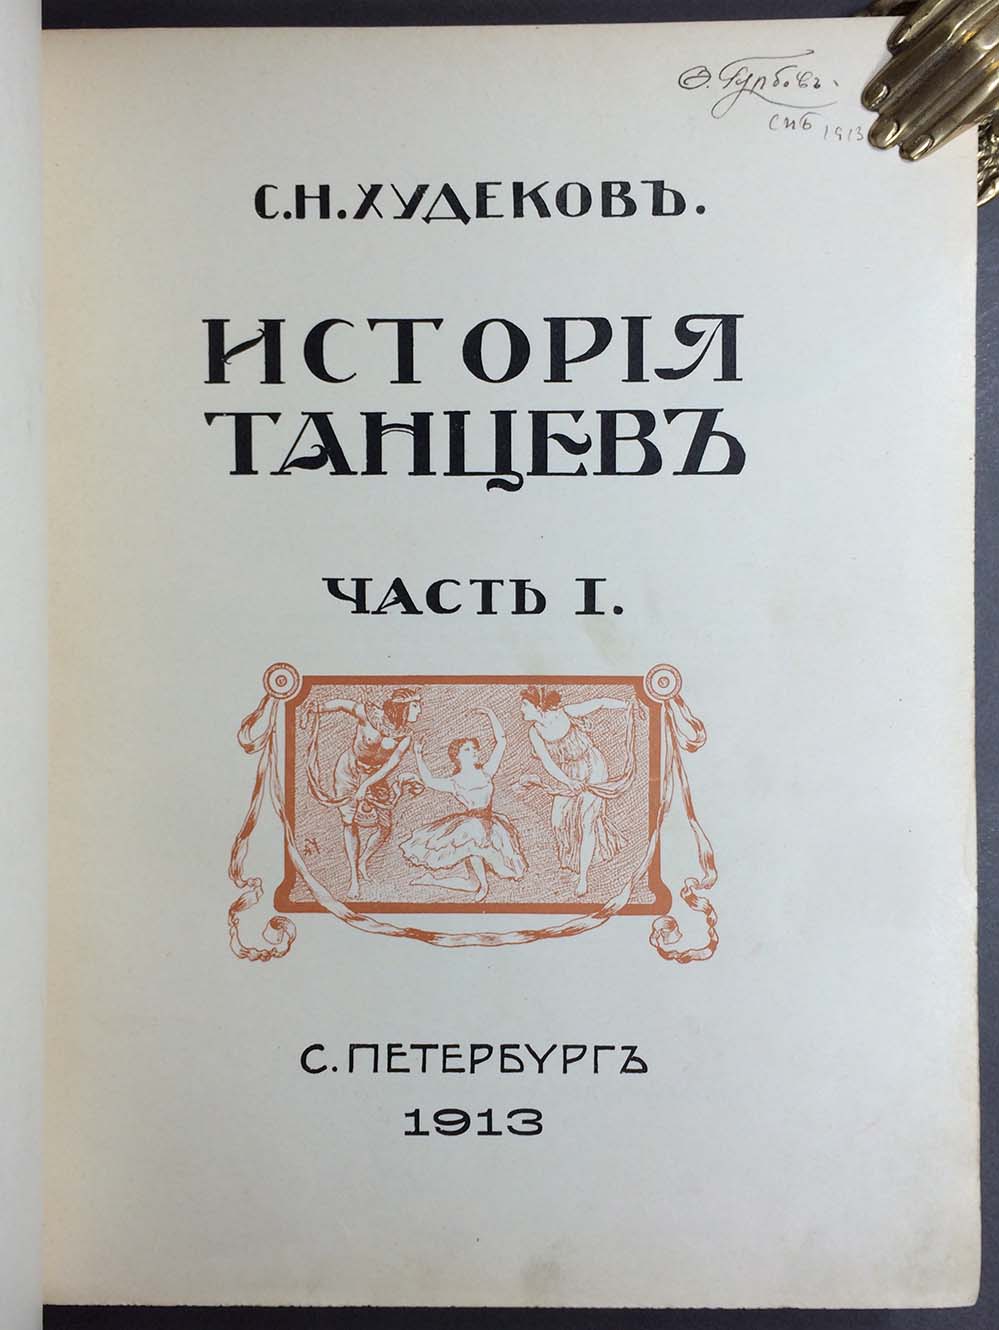 Ѳ. Гурбовъ.
СПБ 1913
С.Н.ХУДЕКОВЪ.
ИСТОРІЯ
ТАНЦЕВЪ
ЧАСТЬ I.
С. ПЕТЕРБУРГЪ
1913